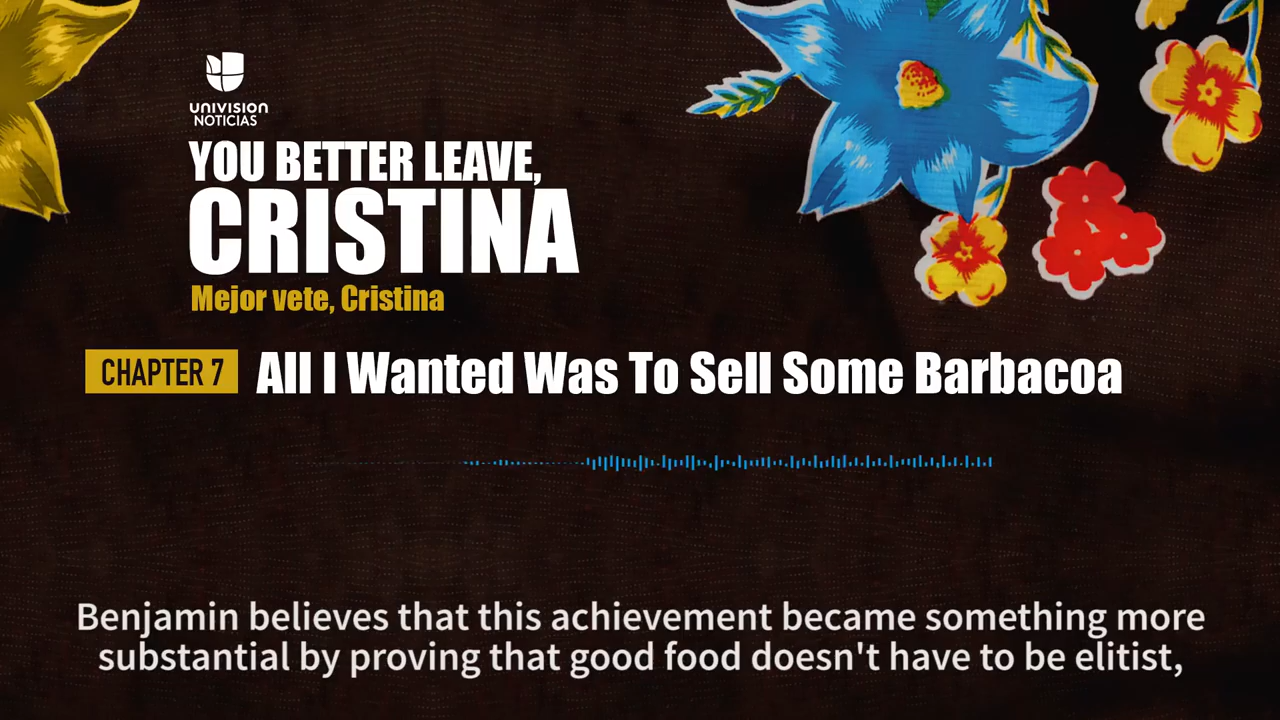 UNIVISION
NOTICIAS
YOU BETTER LEAVE,
CRISTINA
Mejor vete, Cristina
CHAPTER 7 All I Wanted Was To Sell Some Barbacoa
Benjamin believes that this achievement became something more
substantial by proving that good food doesn't have to be elitist,